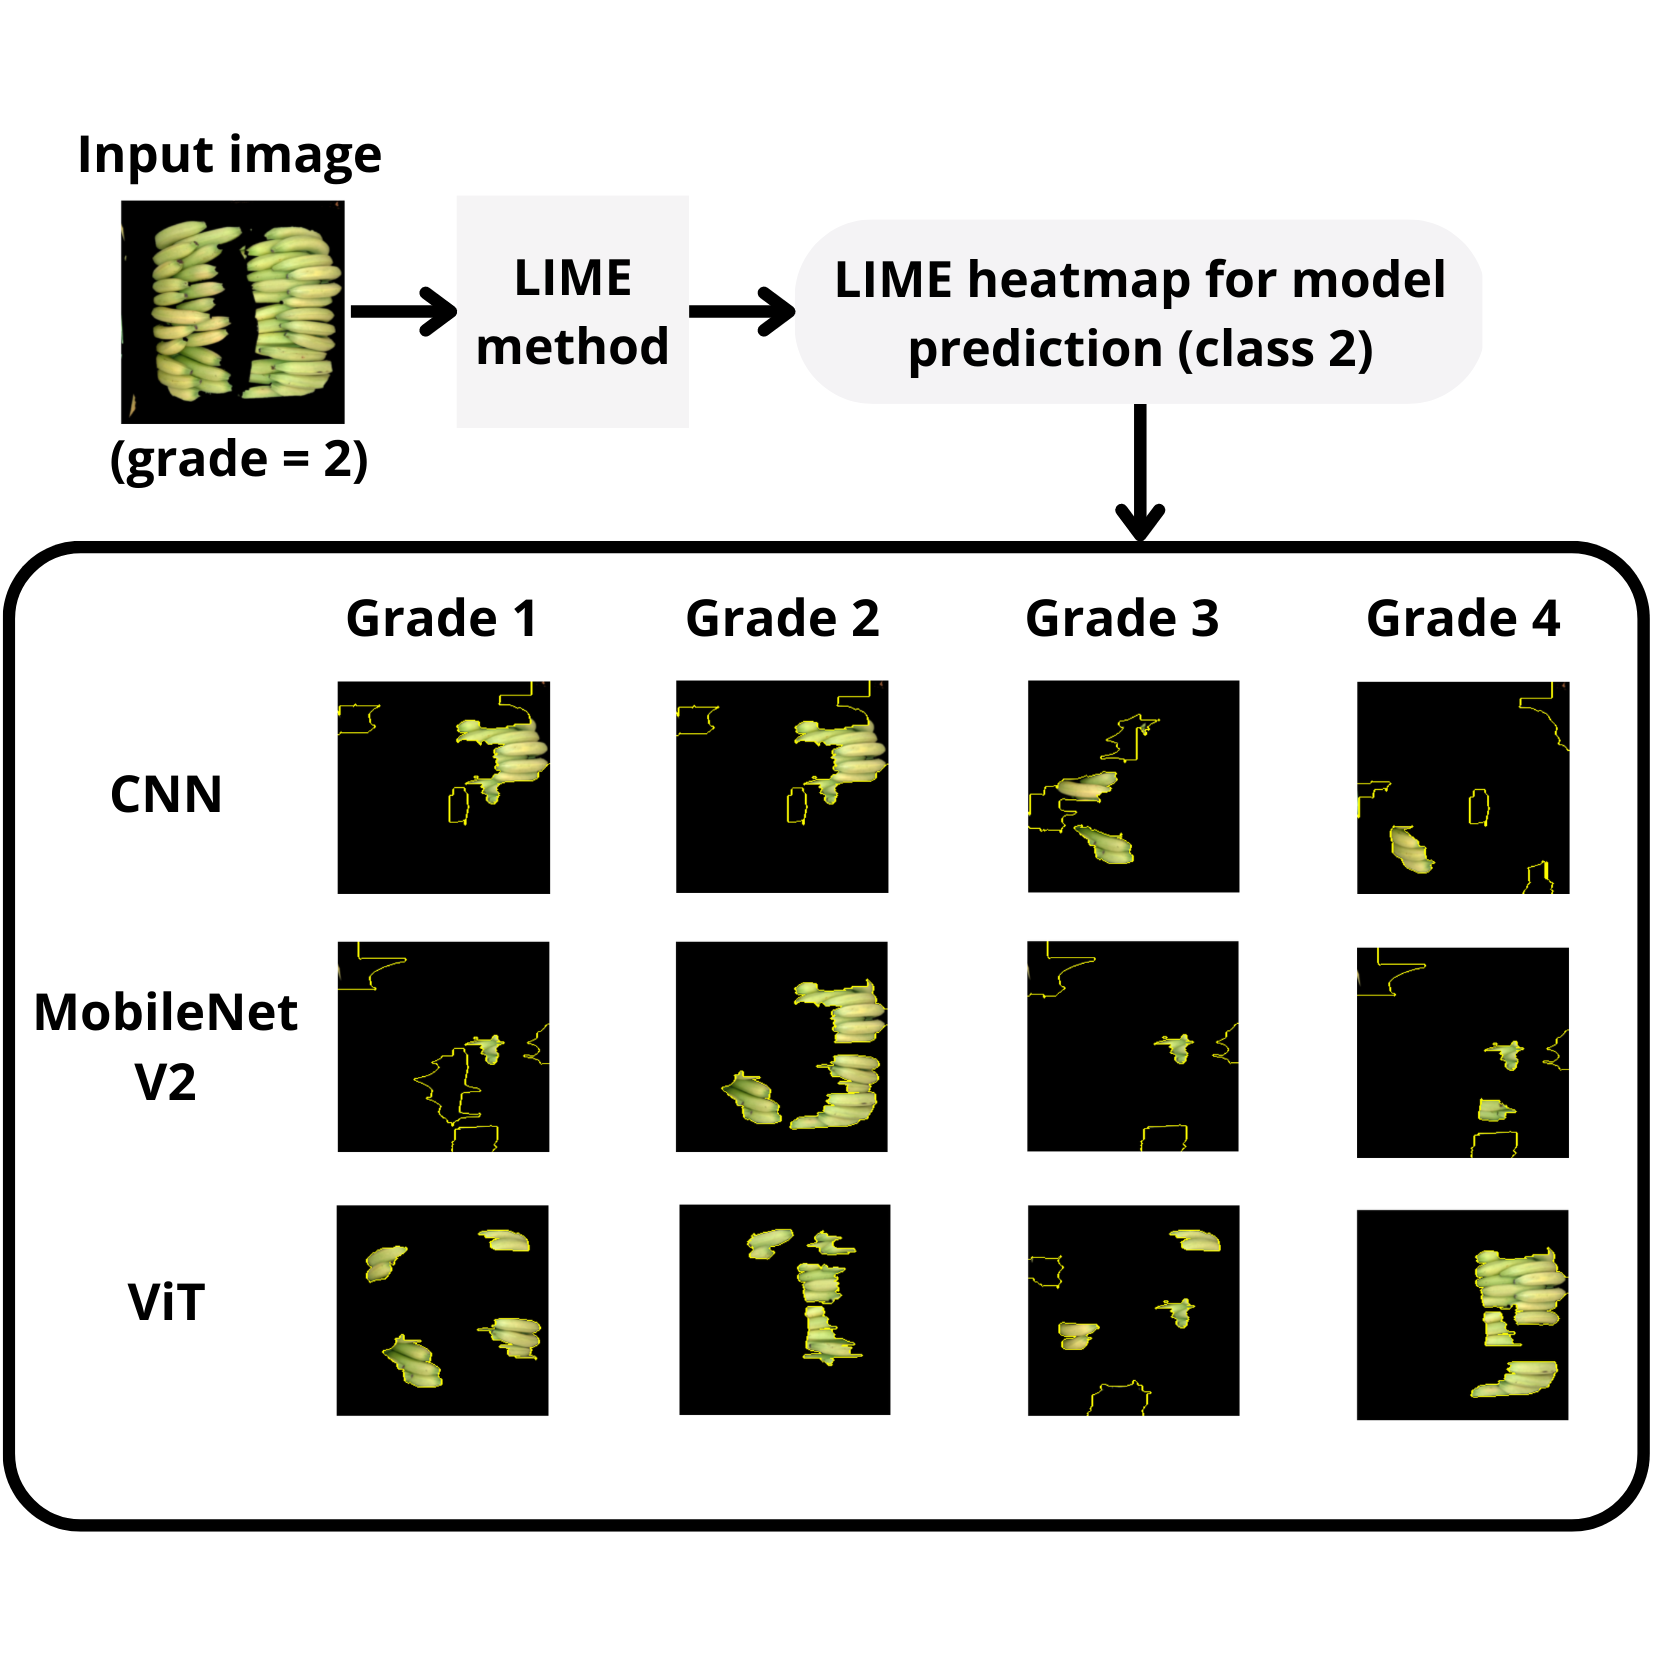 Input image
LIME
method
LIME heatmap for model
prediction (class 2)
(grade = 2)
Grade 1
Grade 2
Grade 3
Grade 4
CNN
MobileNet
V2
ViT